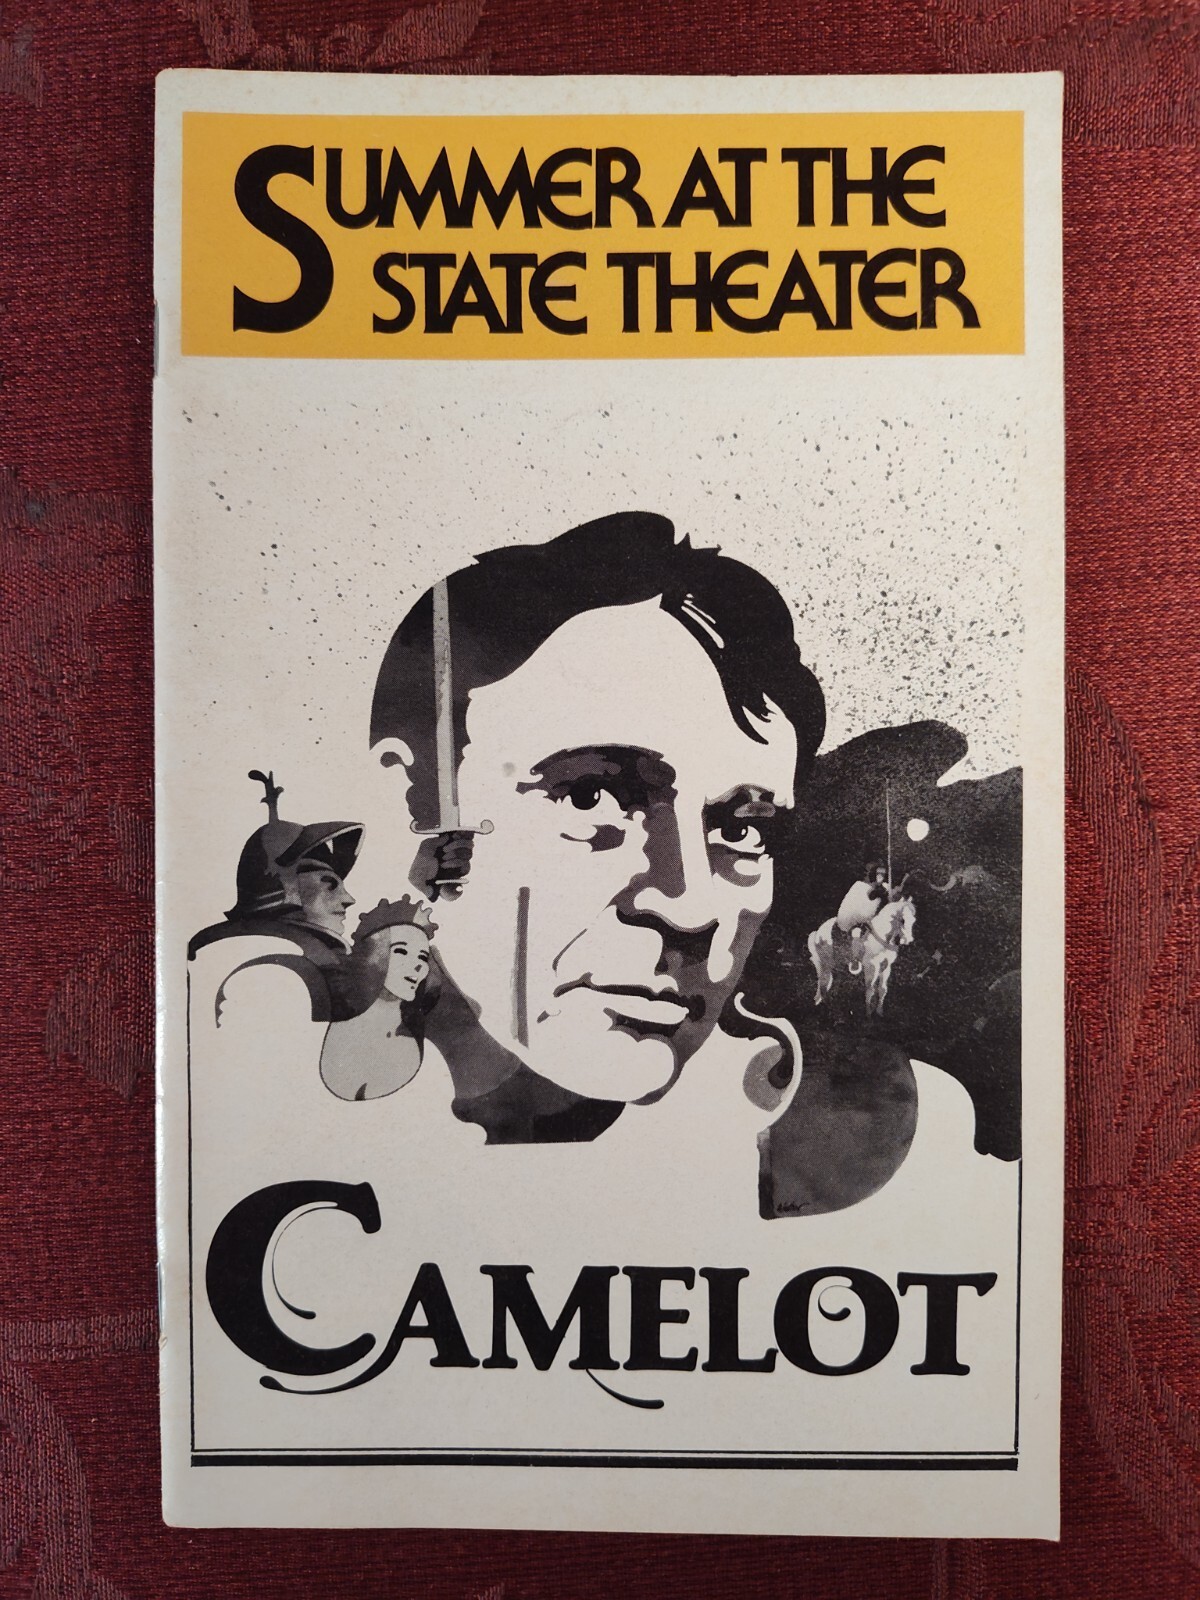 SUMMER AT THE
STATE THEATER
CAMELOT